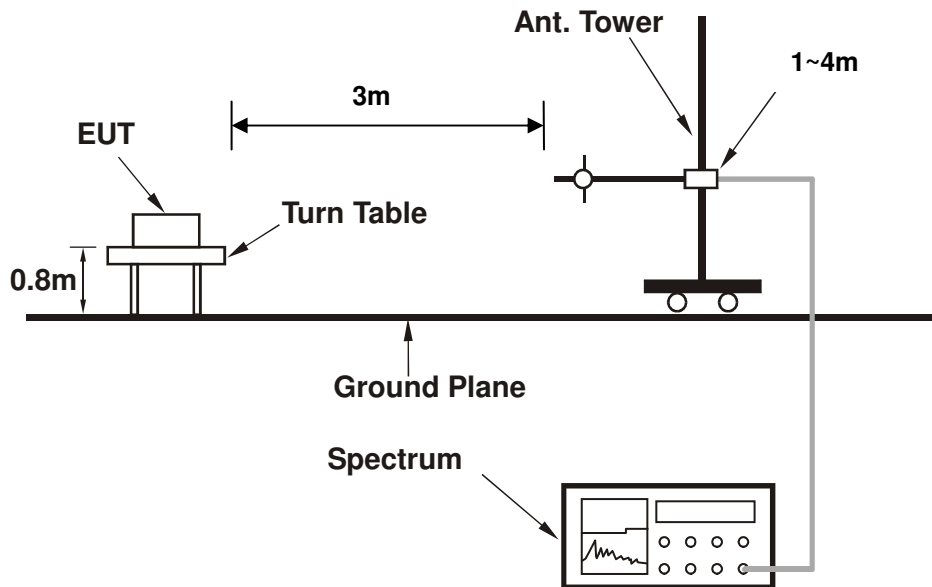 Ant. Tower
1~4m
3m
EUT
Turn Table
0.8m
Ground Plane
Spectrum